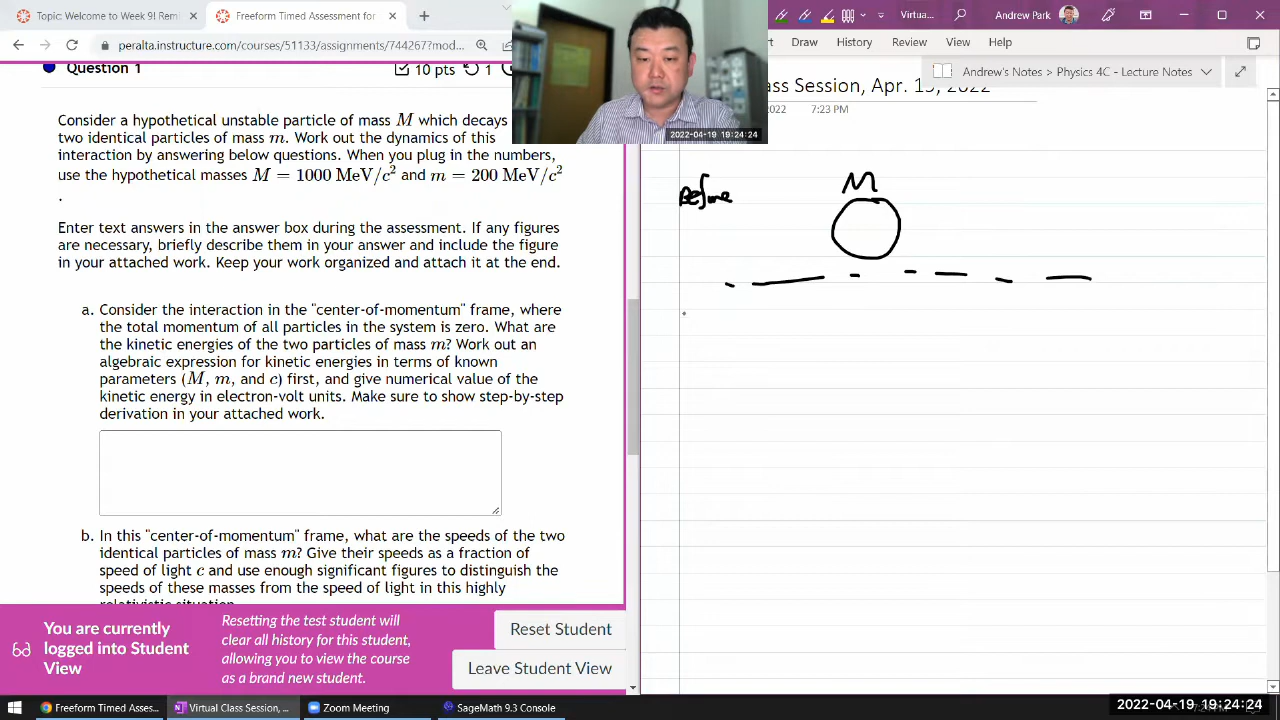 Topic: Welcome to Week 9! Rem
Freeform Timed Assessment for
Virtua...
Andrew Park
peralta.instructure.com/courses/51133/assignments/7442677mod...
ert
Draw
History
Review
View
Andrew's Notes > Physics 4C - Lecture Notes
ass Session, Apr. 15, 2022
2022
7:23 PM
2022-04-19 19:24:24
Question 1
10 pts
1
Consider a hypothetical unstable particle of mass M which decays
two identical particles of mass m. Work out the dynamics of this
interaction by answering below questions. When you plug in the numbers,
use the hypothetical masses M = 1000 MeV/c² and m = 200 MeV/c²
.
Enter text answers in the answer box during the assessment. If any figures
are necessary, briefly describe them in your answer and include the figure
in your attached work. Keep your work organized and attach it at the end.
a. Consider the interaction in the "center-of-momentum" frame, where
the total momentum of all particles in the system is zero. What are
the kinetic energies of the two particles of mass m? Work out an
algebraic expression for kinetic energies in terms of known
parameters (M, m, and c) first, and give numerical value of the
kinetic energy in electron-volt units. Make sure to show step-by-step
derivation in your attached work.
b. In this "center-of-momentum" frame, what are the speeds of the two
identical particles of mass m? Give their speeds as a fraction of
speed of light c and use enough significant figures to distinguish the
speeds of these masses from the speed of light in this highly
relativistic situation.
Before
M
You are currently
logged into Student
View
Resetting the test student will
clear all history for this student,
allowing you to view the course
as a brand new student.
Reset Student
Leave Student View
Freeform Timed Asses...
Virtual Class Session, ...
Zoom Meeting
SageMath 9.3 Console
2022-04-19 19:24:24